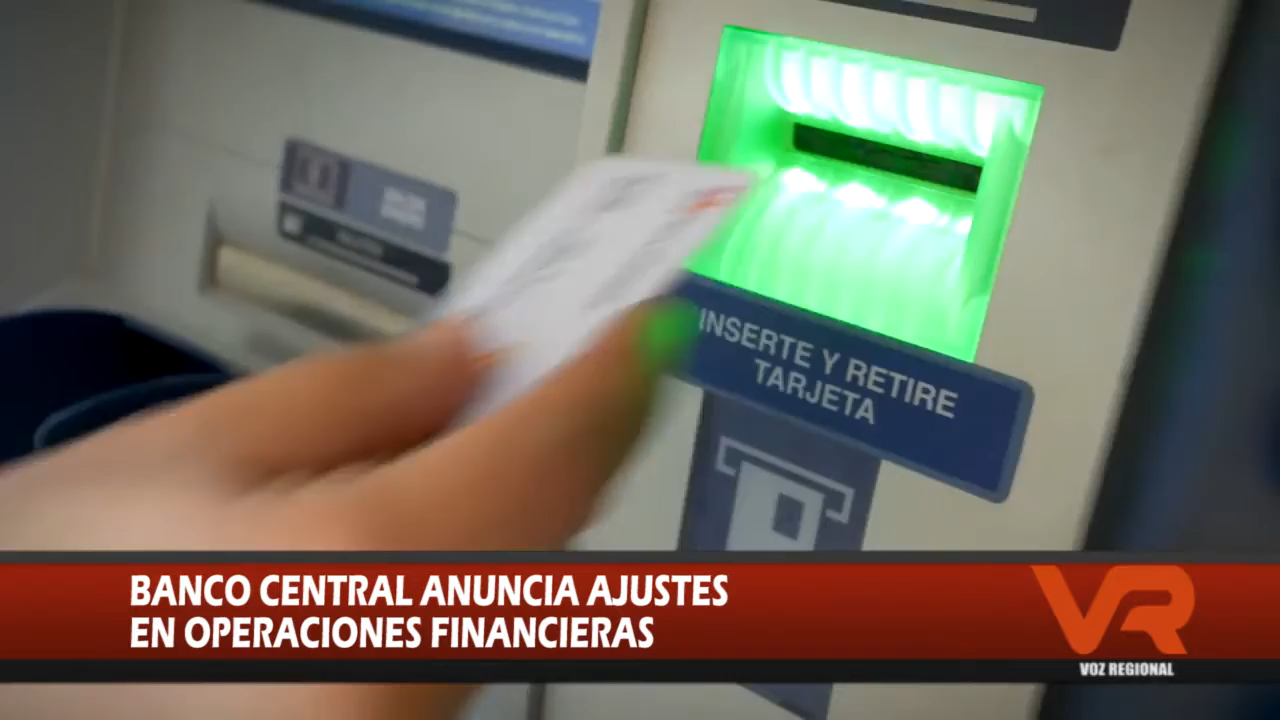 INSERTE Y RETIRE
TARJETA
BANCO CENTRAL ANUNCIA AJUSTES
EN OPERACIONES FINANCIERAS
VR
VOZ REGIONAL